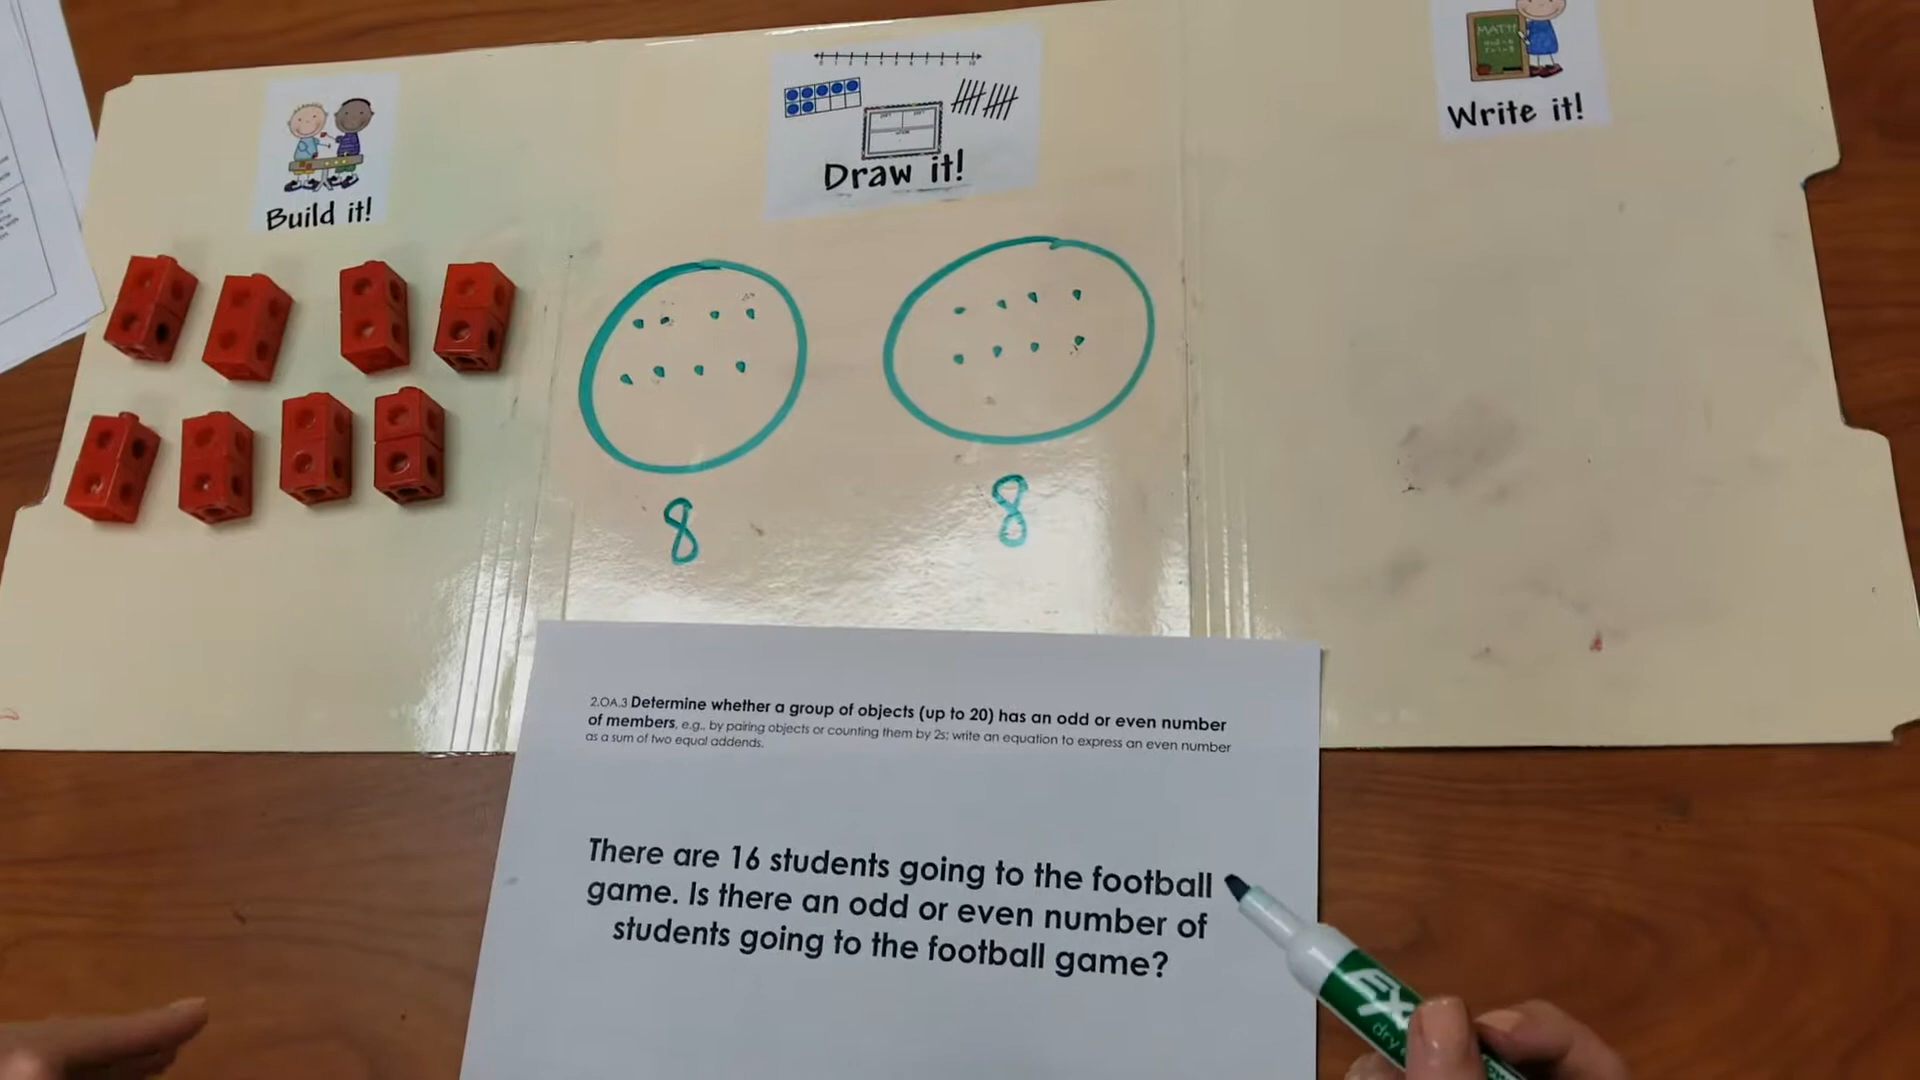 Build it!
Draw it!
MATH
Write it!
8
8
2.OA.3 Determine whether a group of objects (up to 20) has an odd or even number
of members, e.g., by pairing objects or counting them by 2s; write an equation to express an even number
as a sum of two equal addends.
There are 16 students going to the football
game. Is there an odd or even number of
students going to the football game?
dry